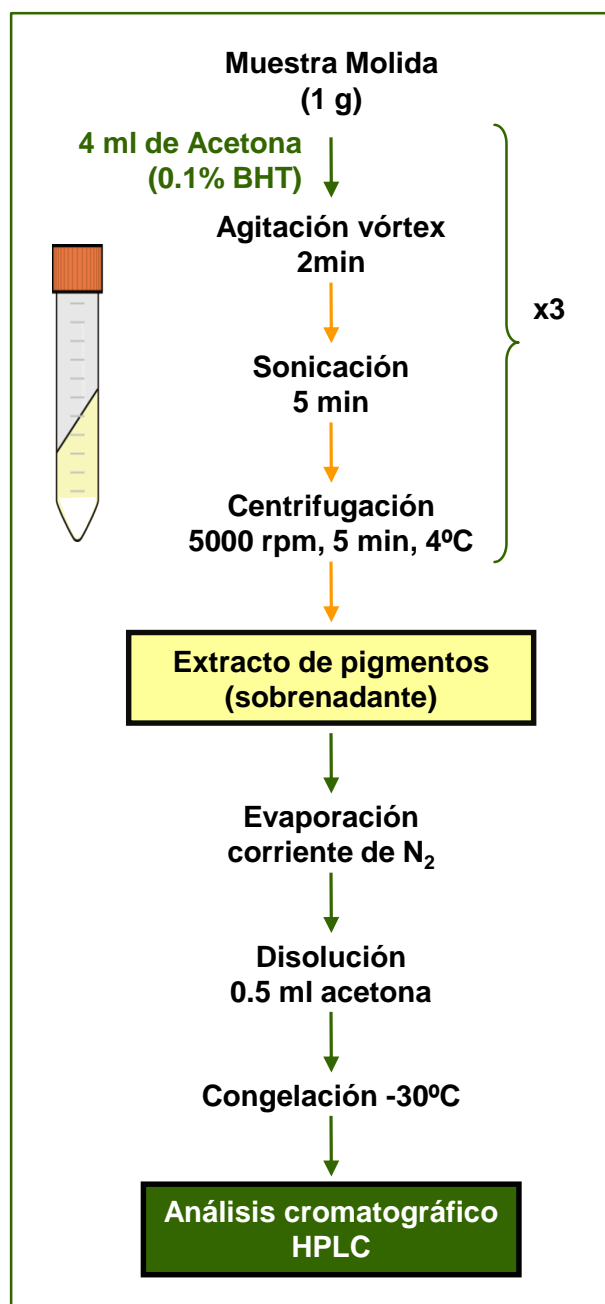 Muestra Molida
(1 g)
4 ml de Acetona
(0.1% BHT)
Agitación vórtex
2min
x3
Sonicación
5 min
Centrifugación
5000 rpm, 5 min, 4ºC
Extracto de pigmentos
(sobrenadante)
Evaporación
corriente de N₂
Disolución
0.5 ml acetona
Congelación -30ºC
Análisis cromatográfico
HPLC